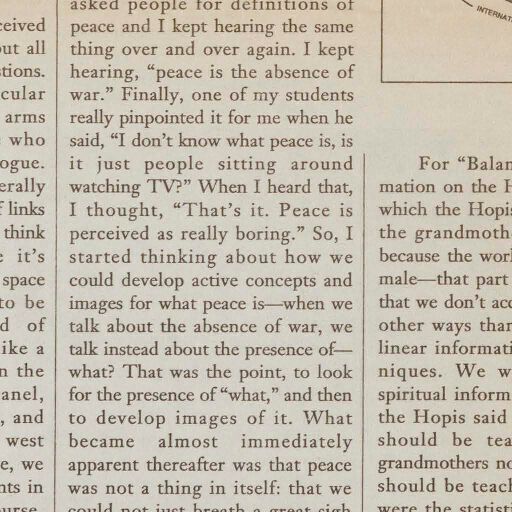 ceived
out all
stions.
cular
arms
who
ogue.
erally
f links
think
e it's
space
to be
d of
like a
n the
anel,
, and
west
e, we
nts in
ourse
asked people for definitions of
peace and I kept hearing the same
thing over and over again. I kept
hearing, “peace is the absence of
war.” Finally, one of my students
really pinpointed it for me when he
said, “I don’t know what peace is, is
it just people sitting around
watching TV?” When I heard that,
I thought, “That’s it. Peace is
perceived as really boring.” So, I
started thinking about how we
could develop active concepts and
images for what peace is—when we
talk about the absence of war, we
talk instead about the presence of—
what? That was the point, to look
for the presence of “what,” and then
to develop images of it. What
became almost immediately
apparent thereafter was that peace
was not a thing in itself: that we
could not just breath a great sigh
INTERNAT
For “Balan
mation on the H
which the Hopis
the grandmothe
because the worl
male—that part
that we don’t acc
other ways than
linear informati
niques. We w
spiritual inform
the Hopis said
should be tea
grandmothers no
should be teach
were the statisti